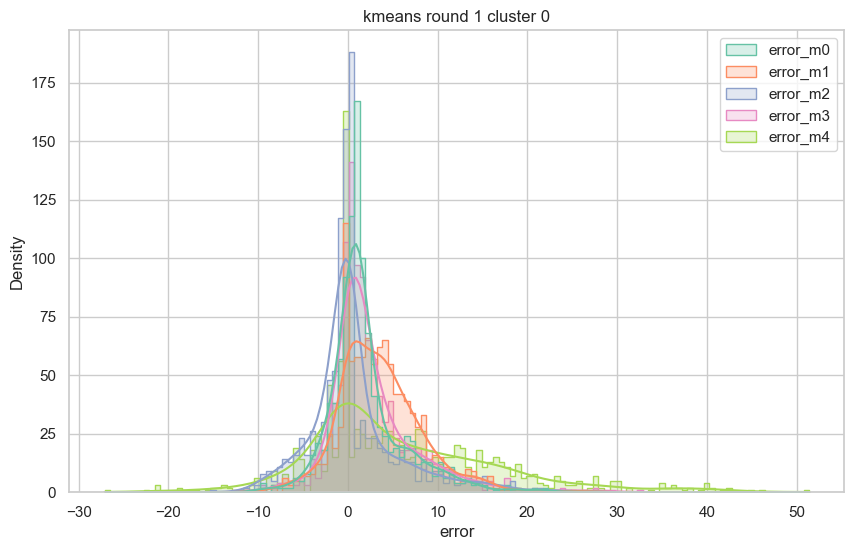 kmeans round 1 cluster 0
error_m0
error_m1
error_m2
error_m3
error_m4
Density
175
150
125
100
75
50
25
0
−30 −20 −10 0 10 20 30 40 50
error